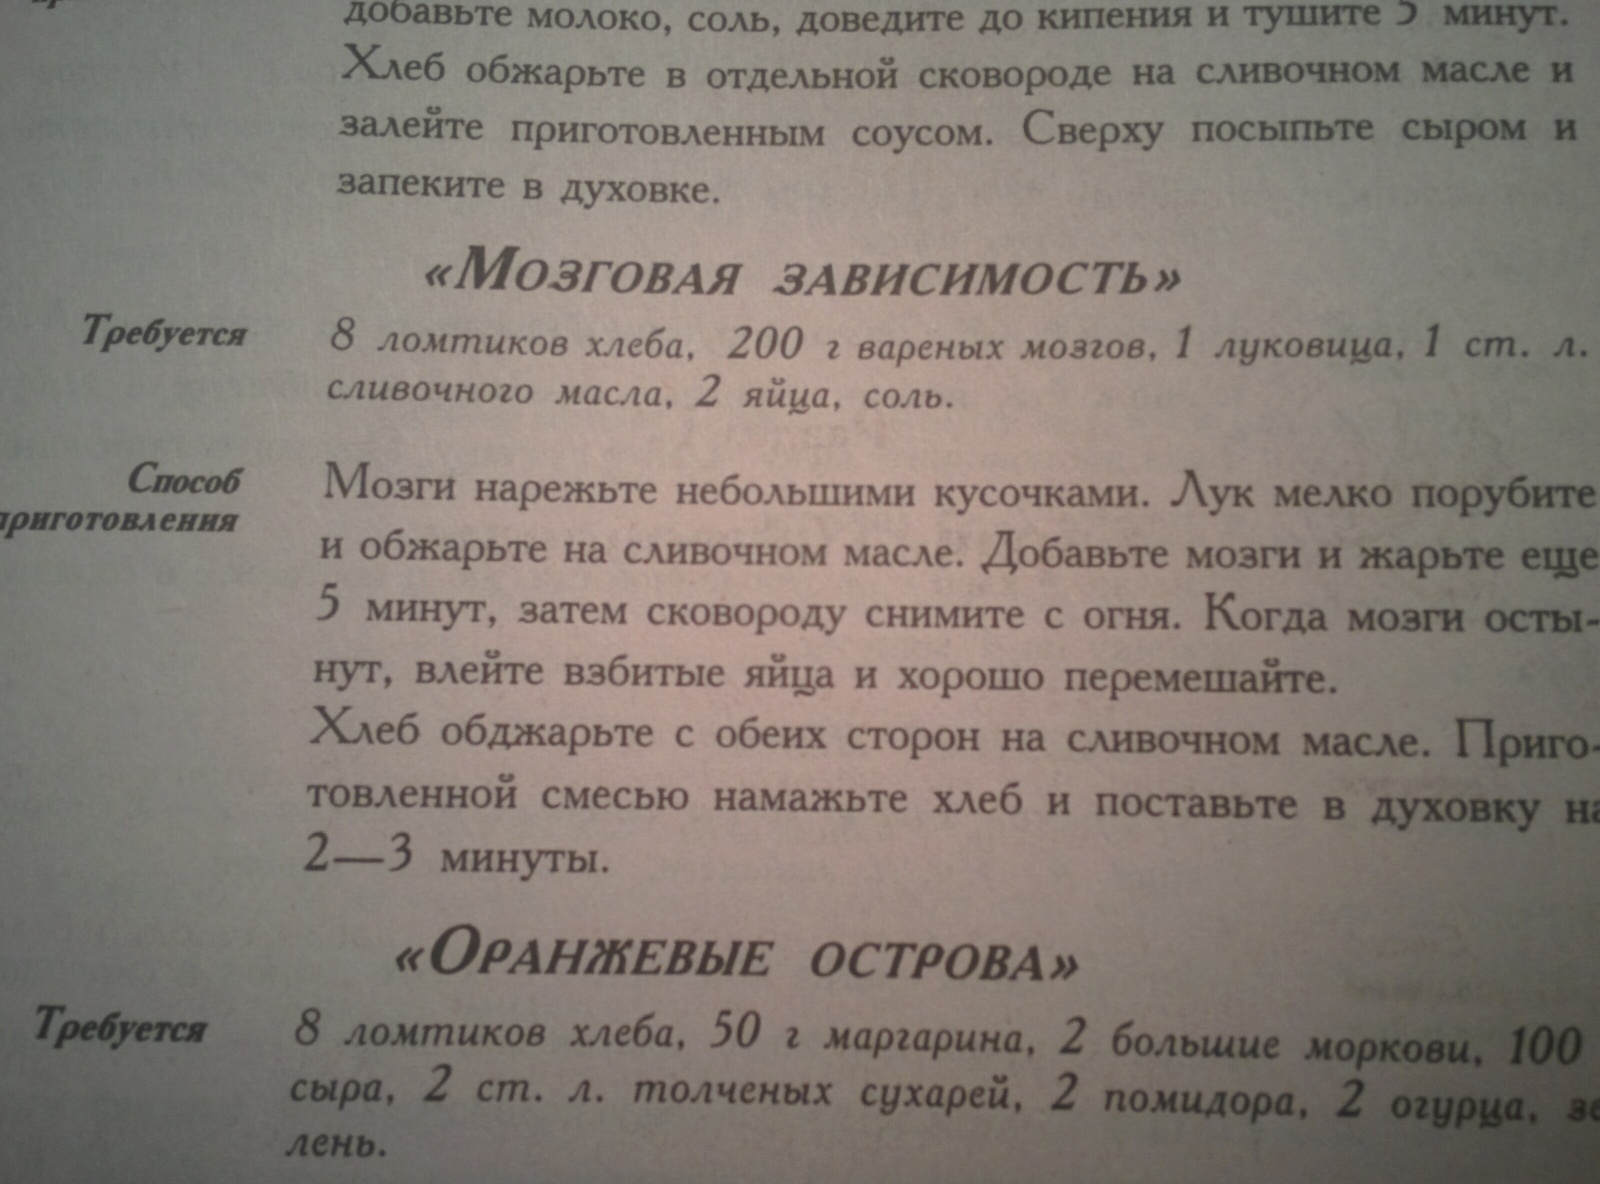 добавьте молоко, соль, доведите до кипения и тушите 5 минут.
Хлеб обжарьте в отдельной сковороде на сливочном масле и
залейте приготовленным соусом. Сверху посыпьте сыром и
запеките в духовке.
«Мозговая зависимость»
Требуется
8 ломтиков хлеба, 200 г вареных мозгов, 1 луковица, 1 ст. л.
сливочного масла, 2 яйца, соль.
Способ
приготовления
Мозги нарежьте небольшими кусочками. Лук мелко порубите
и обжарьте на сливочном масле. Добавьте мозги и жарьте еще
5 минут, затем сковороду снимите с огня. Когда мозги осты-
нут, влейте взбитые яйца и хорошо перемешайте.
Хлеб обджарьте с обеих сторон на сливочном масле. Приго-
товленной смесью намажьте хлеб и поставьте в духовку на
2—3 минуты.
«Оранжевые острова»
Требуется
8 ломтиков хлеба, 50 г маргарина, 2 большие моркови, 100
сыра, 2 ст. л. толченых сухарей, 2 помидора, 2 огурца, зе
лень.